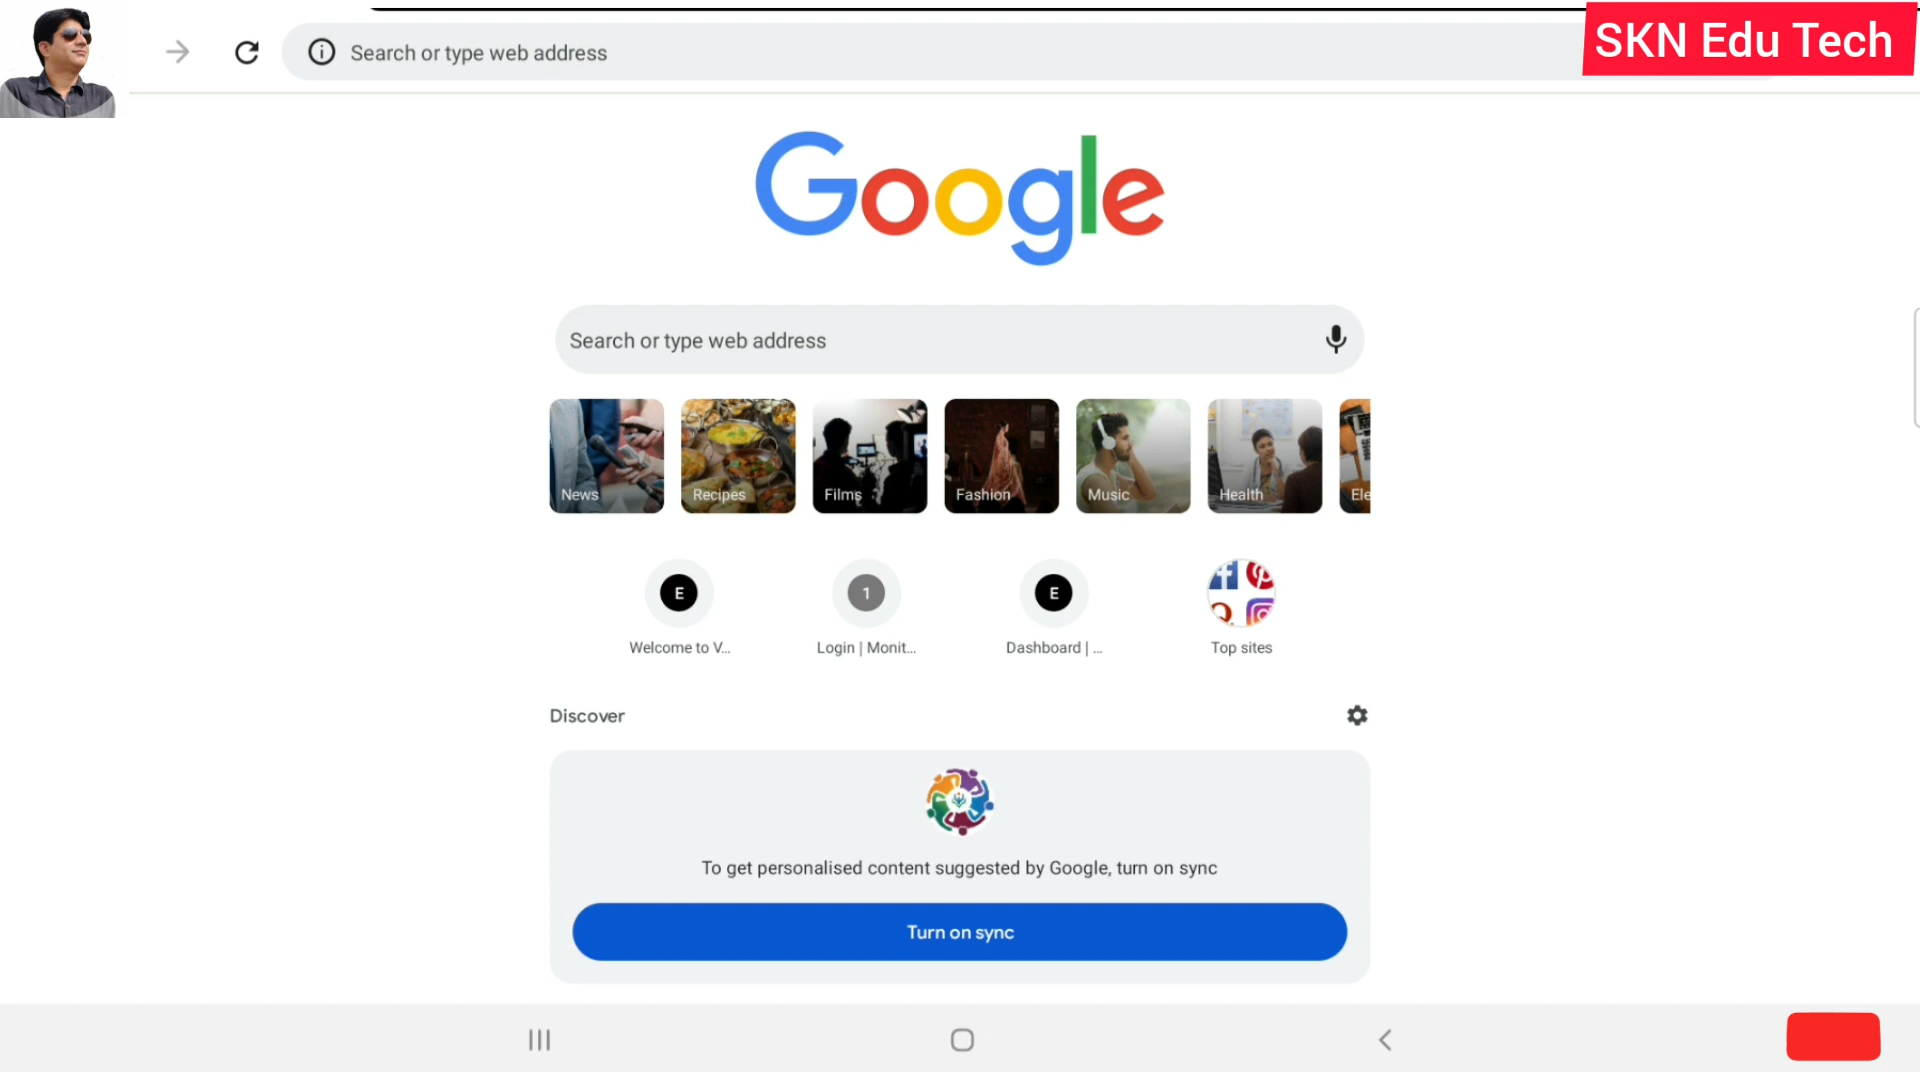 Search or type web address
SKN Edu Tech
Google
Search or type web address
News
Recipes
Films
Fashion
Music
Health
Ele
E
1
E
Welcome to V...
Login | Monit...
Dashboard | ...
Top sites
Discover
To get personalised content suggested by Google, turn on sync
Turn on sync